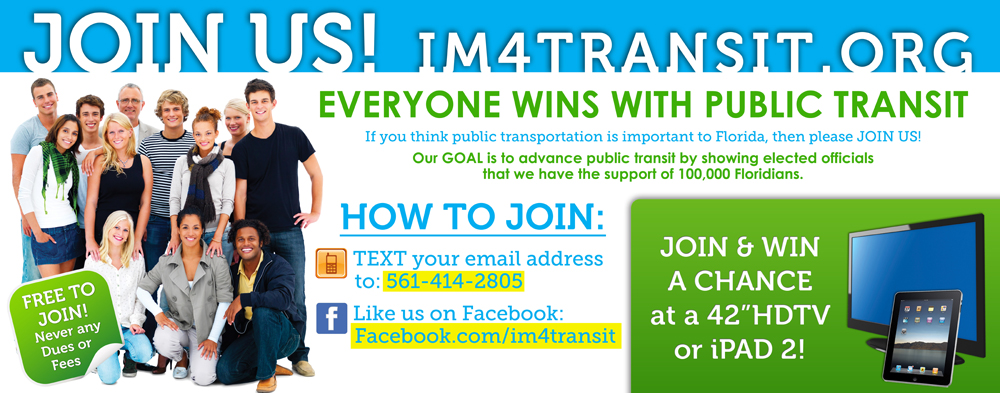 JOIN US! IM4TRANSIT.ORG
EVERYONE WINS WITH PUBLIC TRANSIT
If you think public transportation is important to Florida, then please JOIN US!
Our GOAL is to advance public transit by showing elected officials
that we have the support of 100,000 Floridians.
HOW TO JOIN:
TEXT your email address
to: 561-414-2805
Like us on Facebook:
Facebook.com/im4transit
FREE TO
JOIN!
Never any
Dues or
Fees
JOIN & WIN
A CHANCE
at a 42”HDTV
or iPAD 2!